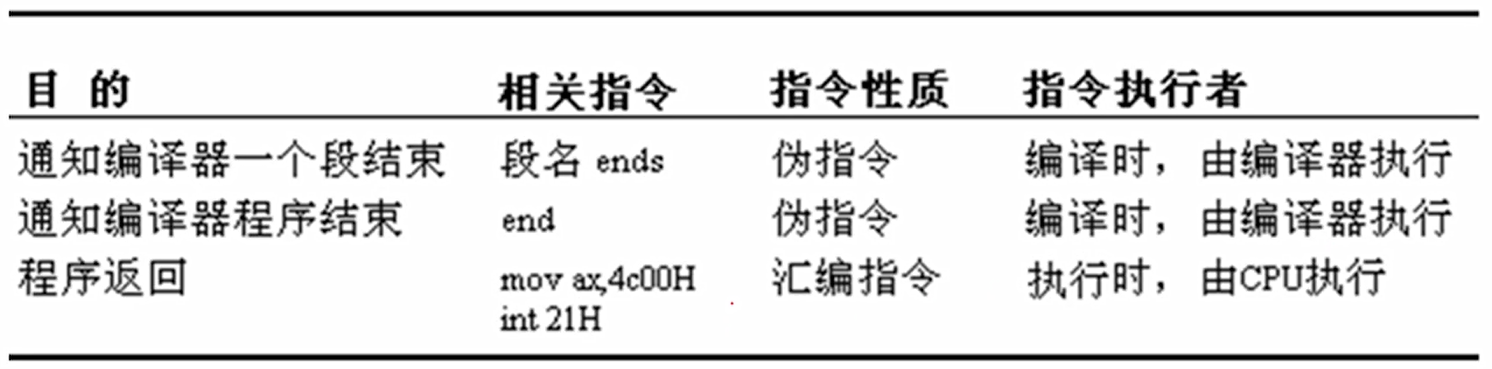 目 的 相关指令 指令性质 指令执行者
通知编译器一个段结束 段名 ends 伪指令 编译时，由编译器执行
通知编译器程序结束 end 伪指令 编译时，由编译器执行
程序返回 mov ax,4c00H 汇编指令 执行时，由CPU执行
int 21H